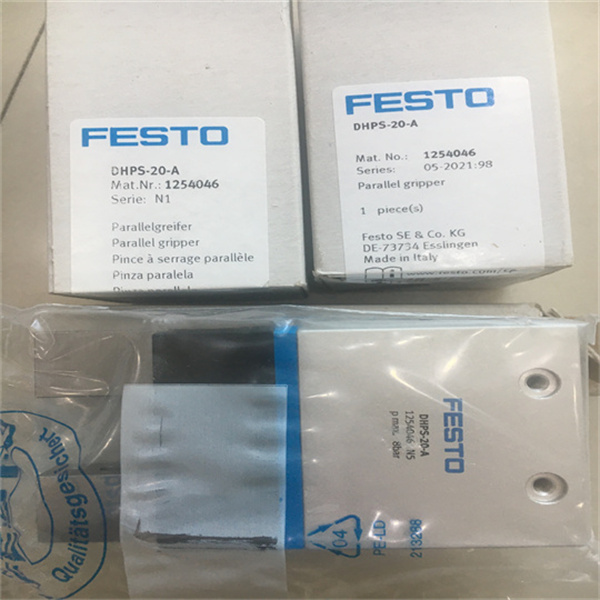 FESTO
DHPS-20-A
Mat.Nr.: 1254046
Serie: N1
Parallelgreifer
Parallel gripper
Pince à serrage parallèle
Pinza paralela
FESTO
DHPS-20-A
Mat. No.: 1254046
Series: 05-2021:98
Parallel gripper
1 piece(s)
Festo SE & Co. KG
DE-73734 Esslingen
Made in Italy
FESTO
DHPS-20-A
1254046 N5
p max. 8bar
04
PE-LD
213288
Qualitätsgesichert